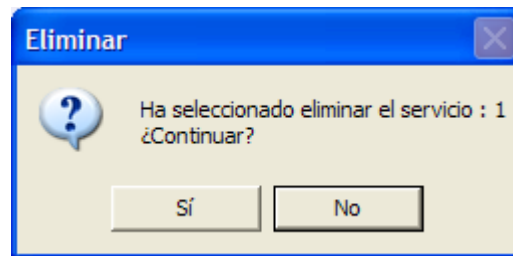 Eliminar
Ha seleccionado eliminar el servicio : 1
¿Continuar?
Sí
No